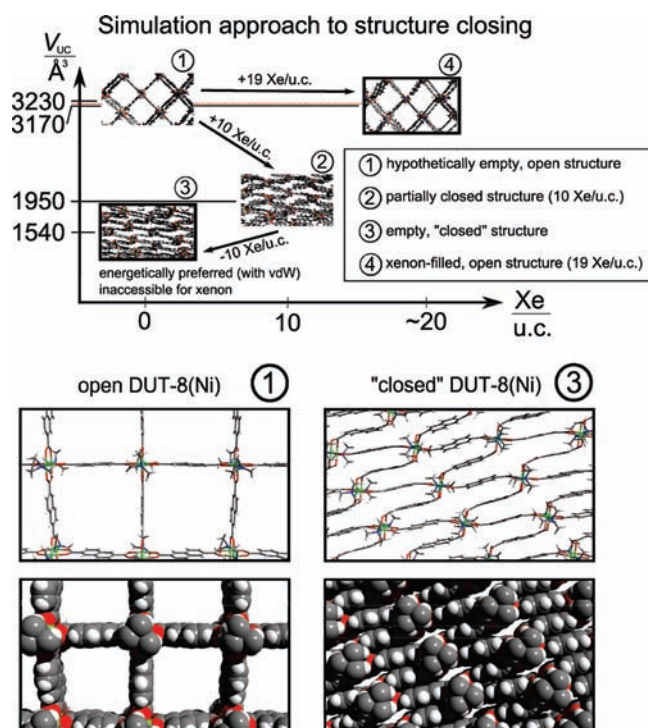 Simulation approach to structure closing
V_UC
Å³
3230
3170
1950
1540
①
④
+19 Xe/u.c.
+10 Xe/u.c.
②
③
-10 Xe/u.c.
energetically preferred (with vdW)
inaccessible for xenon
① hypothetically empty, open structure
② partially closed structure (10 Xe/u.c.)
③ empty, "closed" structure
④ xenon-filled, open structure (19 Xe/u.c.)
0
10
~20
Xe
u.c.
open DUT-8(Ni) ①
"closed" DUT-8(Ni) ③